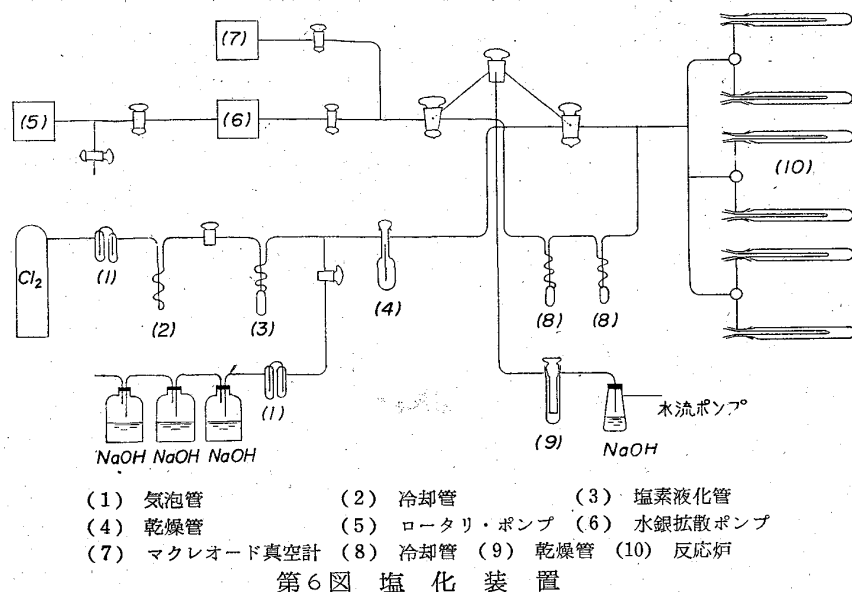 (7)
(5)
(6)
(10)
Cl₂
(1)
(2)
(3)
(4)
(8)
(8)
(1)
(9)
水流ポンプ
NaOH NaOH NaOH
NaOH
(1) 気泡管 (2) 冷却管 (3) 塩素液化管
(4) 乾燥管 (5) ロータリ・ポンプ (6) 水銀拡散ポンプ
(7) マクレオード真空計 (8) 冷却管 (9) 乾燥管 (10) 反応炉
第6図 塩化装置